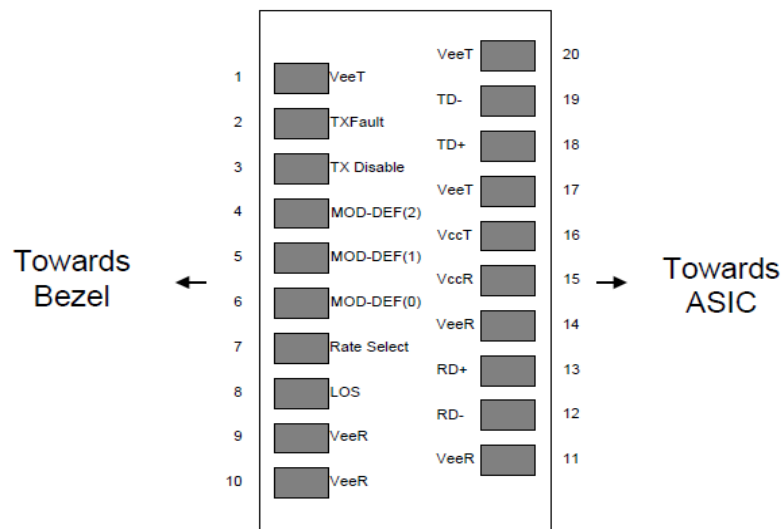 VeeT 20
1 VeeT
TD- 19
2 TXFault
TD+ 18
3 TX Disable
VeeT 17
4 MOD-DEF(2)
VccT 16
5 MOD-DEF(1)
Towards
Bezel
VccR 15
Towards
ASIC
6 MOD-DEF(0)
VeeR 14
7 Rate Select
RD+ 13
8 LOS
RD- 12
9 VeeR
VeeR 11
10 VeeR